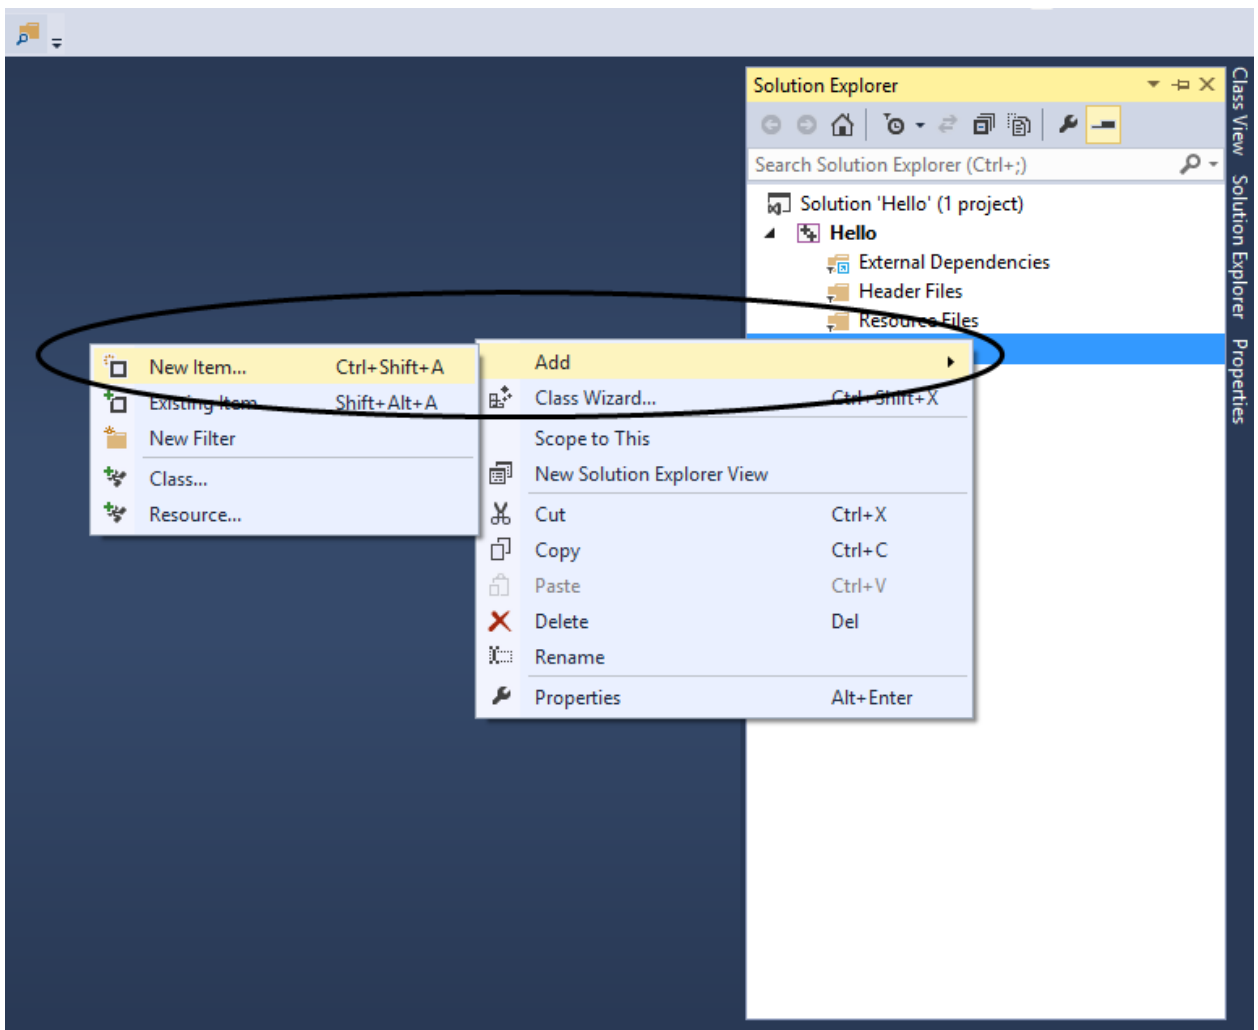 Solution Explorer
Search Solution Explorer (Ctrl+;)
Solution 'Hello' (1 project)
Hello
External Dependencies
Header Files
Resource Files
Add
Class Wizard... Ctrl+Shift+X
Scope to This
New Solution Explorer View
Cut Ctrl+X
Copy Ctrl+C
Paste Ctrl+V
Delete Del
Rename
Properties Alt+Enter
New Item... Ctrl+Shift+A
Existing Item... Shift+Alt+A
New Filter
Class...
Resource...
Class View
Solution Explorer
Properties